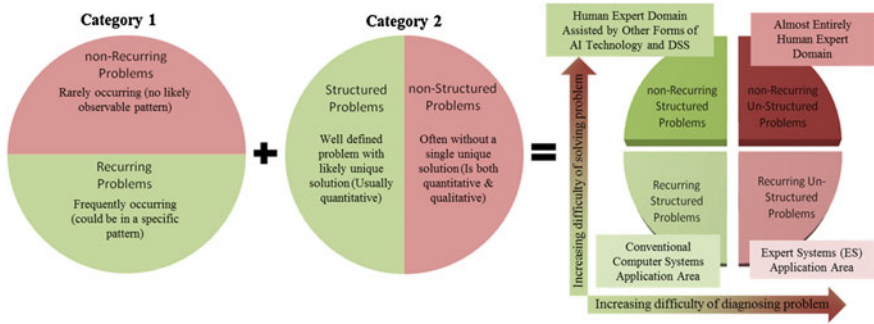 Category 1
non-Recurring
Problems
Rarely occurring (no likely
observable pattern)
Recurring
Problems
Frequently occurring
(could be in a specific
pattern)
+
Category 2
Structured
Problems
Well defined
problem with
likely unique
solution (Usually
quantitative)
non-Structured
Problems
Often without a
single unique
solution (Is both
quantitative &
qualitative)
=
Human Expert Domain
Assisted by Other Forms of
AI Technology and DSS
Almost Entirely
Human Expert
Domain
Increasing difficulty of solving problem
non-Recurring
Structured
Problems
non-Recurring
Un-Structured
Problems
Recurring
Structured
Problems
Recurring Un-
Structured
Problems
Conventional
Computer Systems
Application Area
Expert Systems (ES)
Application Area
Increasing difficulty of diagnosing problem